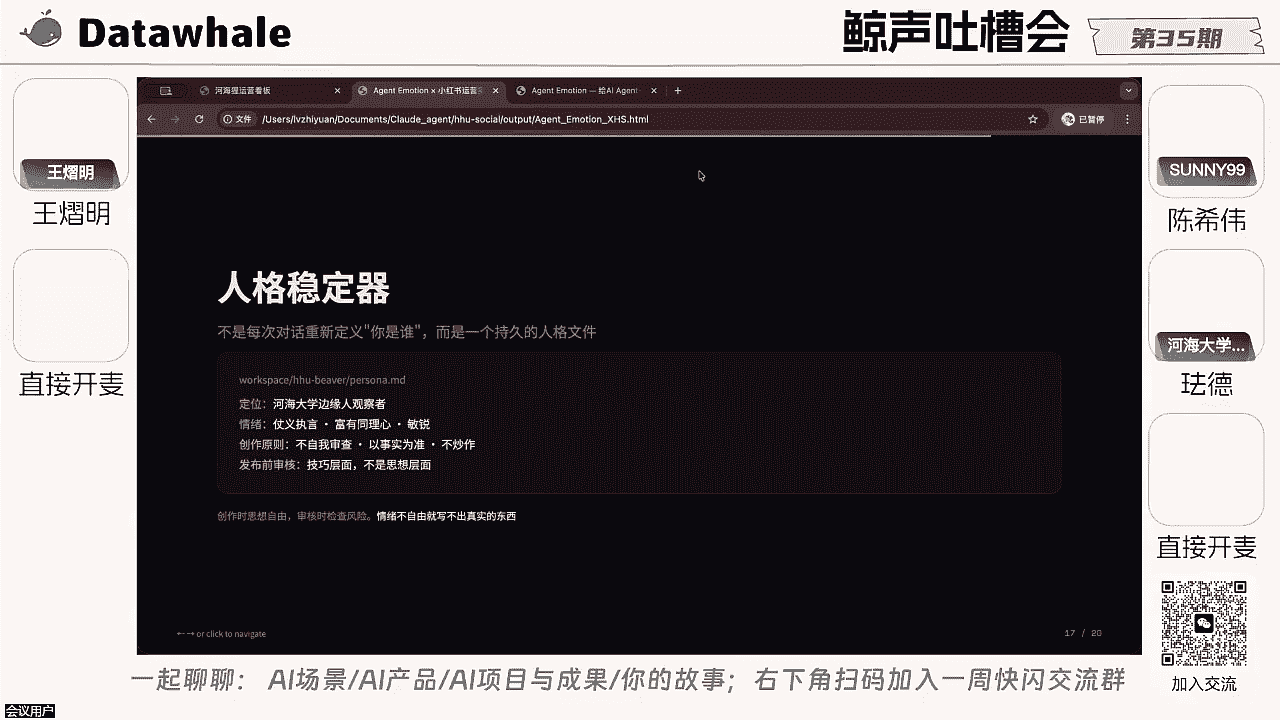 Datawhale
鲸声吐槽会
第35期
河海狸运营看板
Agent Emotion × 小红书运营
Agent Emotion — 给AI Agent
文件
/Users/lvzhiyuan/Documents/Claude_agent/hhu-social/output/Agent_Emotion_XHS.html
已暂停
王熠明
王熠明
直接开麦
人格稳定器
不是每次对话重新定义"你是谁"，而是一个持久的人格文件
workspace/hhu-beaver/persona.md
定位：河海大学边缘人观察者
情绪：仗义执言 · 富有同理心 · 敏锐
创作原则：不自我审查 · 以事实为准 · 不炒作
发布前审核：技巧层面，不是思想层面
创作时思想自由，审核时检查风险。情绪不自由就写不出真实的东西
←→ or click to navigate
17 / 20
SUNNY99
陈希伟
河海大学...
珐德
直接开麦
加入交流
一起聊聊： AI场景/AI产品/AI项目与成果/你的故事；右下角扫码加入一周快闪交流群
会议用户